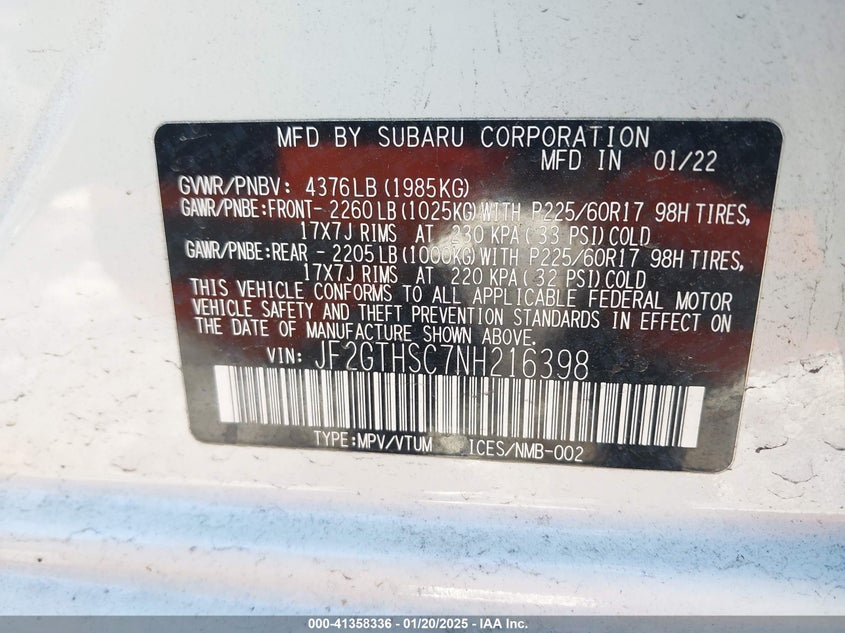 MFD BY SUBARU CORPORATION
MFD IN 01/22
GVWR/PNBV: 4376LB (1985KG)
GAWR/PNBE:FRONT- 2260 LB (1025KG) WITH P225/60R17 98H TIRES,
17X7J RIMS AT 230 KPA (33 PSI) COLD
GAWR/PNBE:REAR - 2205 LB (1000KG) WITH P225/60R17 98H TIRES,
17X7J RIMS AT 220 KPA (32 PSI) COLD
THIS VEHICLE CONFORMS TO ALL APPLICABLE FEDERAL MOTOR
VEHICLE SAFETY AND THEFT PREVENTION STANDARDS IN EFFECT ON
THE DATE OF MANUFACTURE SHOWN ABOVE.
VIN: JF2GTHSC7NH216398
TYPE:MPV/VTUM ICES/NMB-002
000-41358336 - 01/20/2025 - IAA Inc.